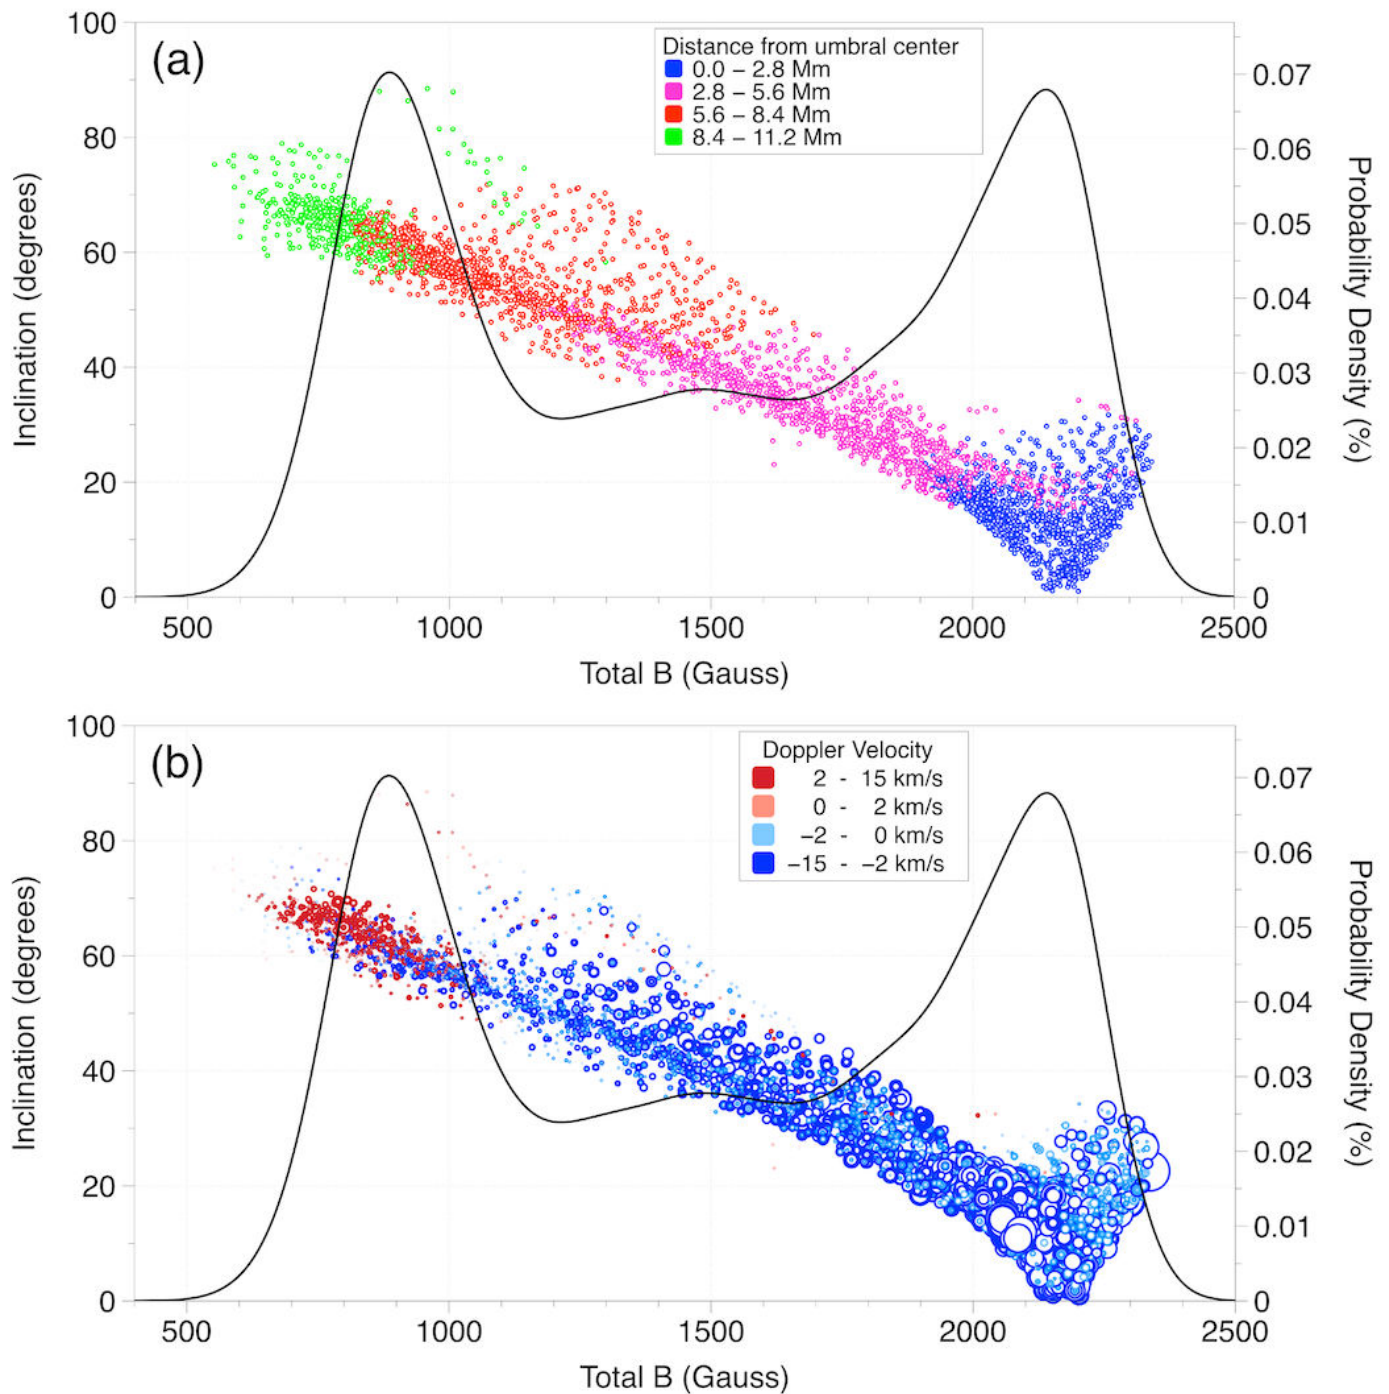 (a)
Distance from umbral center
0.0 – 2.8 Mm
2.8 – 5.6 Mm
5.6 – 8.4 Mm
8.4 – 11.2 Mm
Inclination (degrees)
100
80
60
40
20
0
0.07
0.06
0.05
0.04
0.03
0.02
0.01
0
Probability Density (%)
500 1000 1500 2000 2500
Total B (Gauss)
(b)
Doppler Velocity
2 - 15 km/s
0 - 2 km/s
−2 - 0 km/s
−15 - −2 km/s
Inclination (degrees)
100
80
60
40
20
0
0.07
0.06
0.05
0.04
0.03
0.02
0.01
0
Probability Density (%)
500 1000 1500 2000 2500
Total B (Gauss)